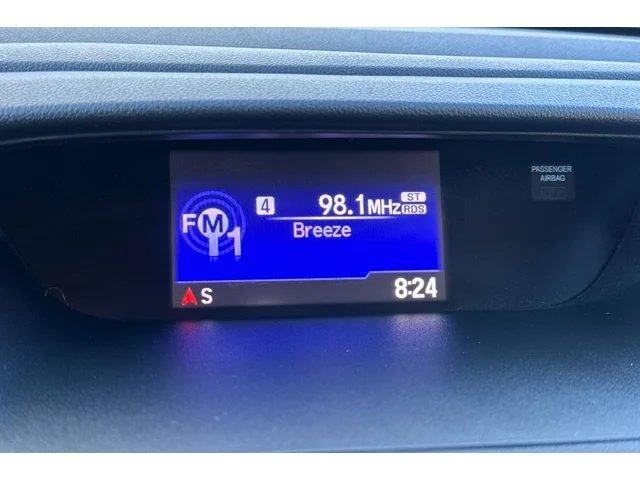 PASSENGER
AIRBAG
FM1
4 98.1MHz ST RDS
Breeze
S 8:24